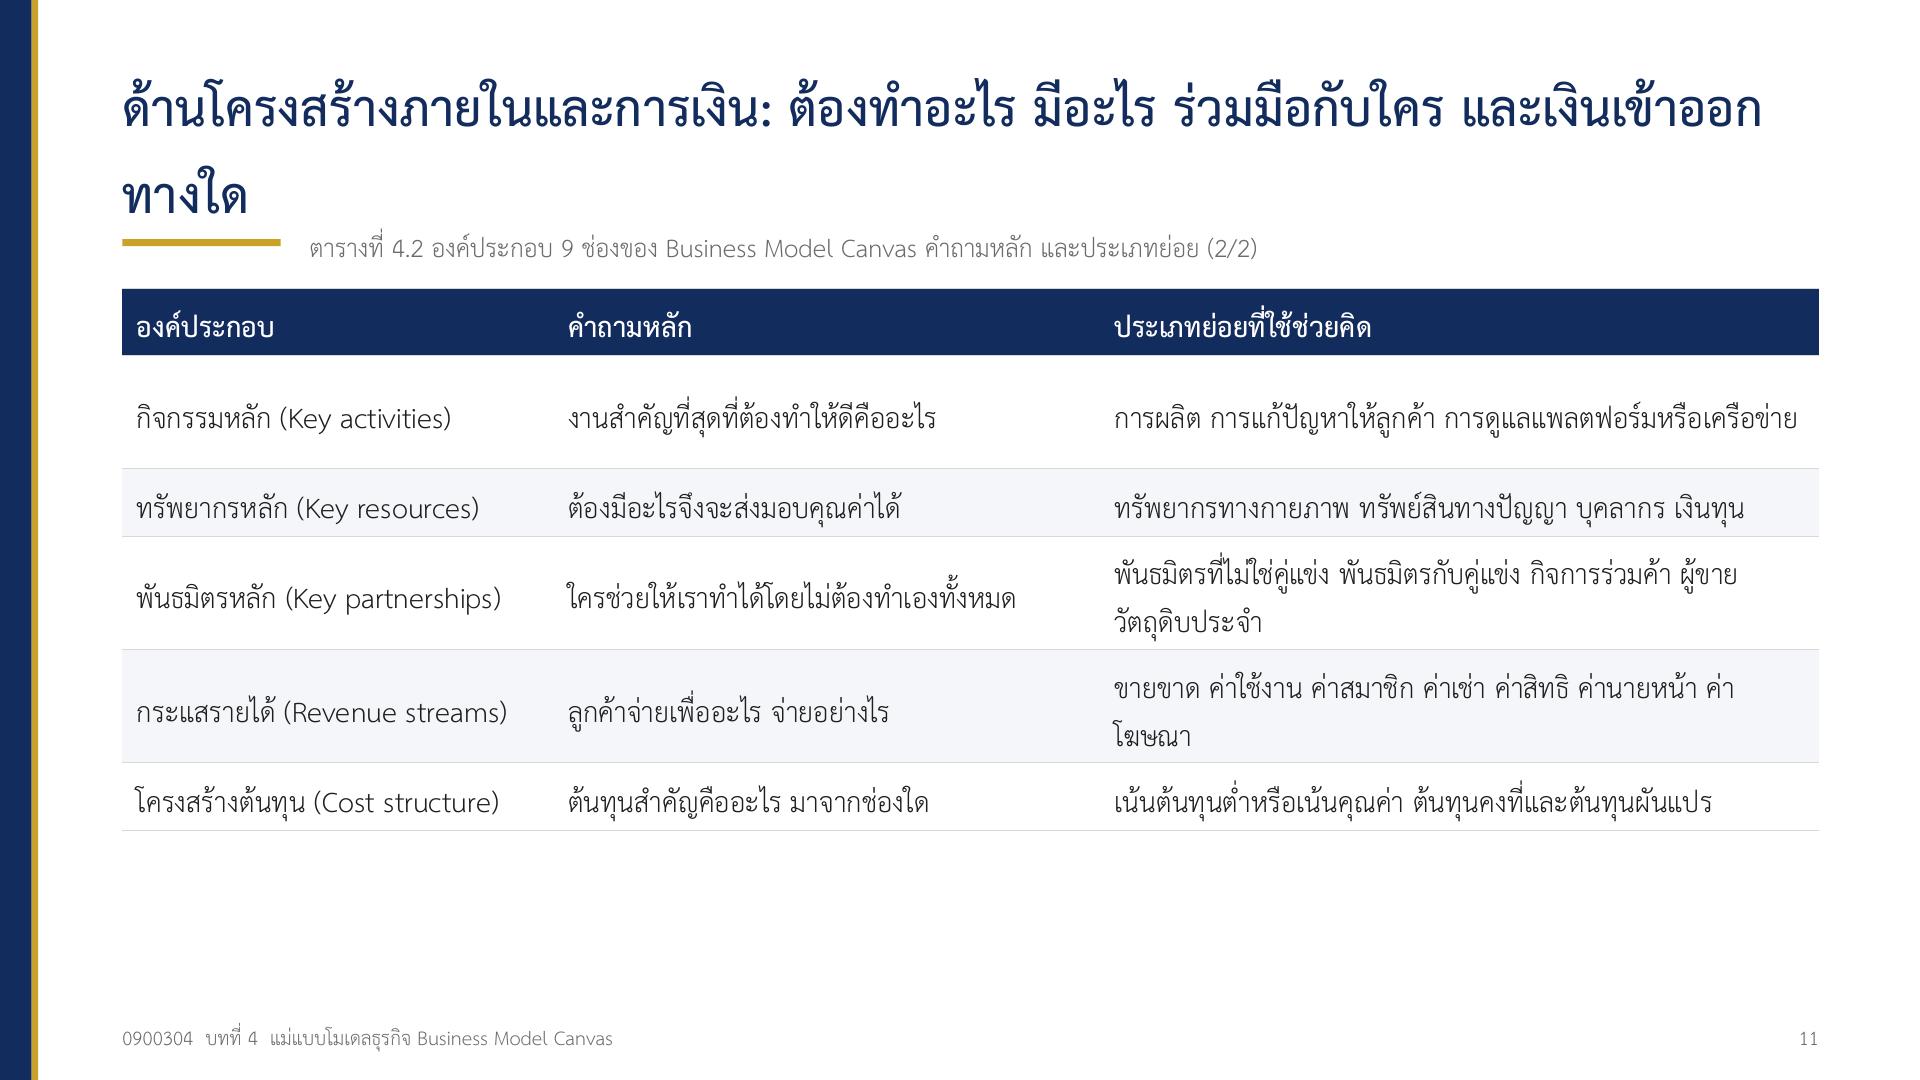 ด้านโครงสร้างภายในและการเงิน: ต้องทำอะไร มีอะไร ร่วมมือกับใคร และเงินเข้าออก
ทางใด
ตารางที่ 4.2 องค์ประกอบ 9 ช่องของ Business Model Canvas คำถามหลัก และประเภทย่อย (2/2)
องค์ประกอบ คำถามหลัก ประเภทย่อยที่ใช้ช่วยคิด
กิจกรรมหลัก (Key activities) งานสำคัญที่สุดที่ต้องทำให้ดีคืออะไร การผลิต การแก้ปัญหาให้ลูกค้า การดูแลแพลตฟอร์มหรือเครือข่าย
ทรัพยากรหลัก (Key resources) ต้องมีอะไรจึงจะส่งมอบคุณค่าได้ ทรัพยากรทางกายภาพ ทรัพย์สินทางปัญญา บุคลากร เงินทุน
พันธมิตรหลัก (Key partnerships) ใครช่วยให้เราทำได้โดยไม่ต้องทำเองทั้งหมด พันธมิตรที่ไม่ใช่คู่แข่ง พันธมิตรกับคู่แข่ง กิจการร่วมค้า ผู้ขาย
วัตถุดิบประจำ
กระแสรายได้ (Revenue streams) ลูกค้าจ่ายเพื่ออะไร จ่ายอย่างไร ขายขาด ค่าใช้งาน ค่าสมาชิก ค่าเช่า ค่าสิทธิ ค่านายหน้า ค่า
โฆษณา
โครงสร้างต้นทุน (Cost structure) ต้นทุนสำคัญคืออะไร มาจากช่องใด เน้นต้นทุนต่ำหรือเน้นคุณค่า ต้นทุนคงที่และต้นทุนผันแปร
0900304 บทที่ 4 แม่แบบโมเดลธุรกิจ Business Model Canvas 11